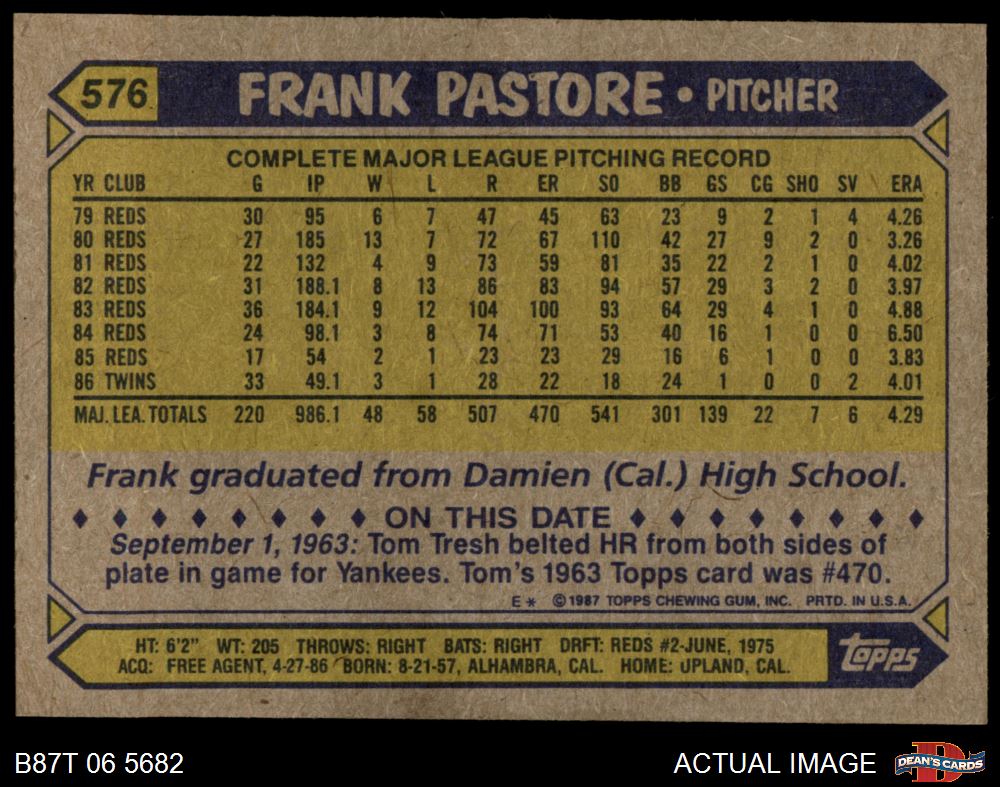 576 FRANK PASTORE • PITCHER
COMPLETE MAJOR LEAGUE PITCHING RECORD
YR CLUB G IP W L R ER SO BB GS CG SHO SV ERA
79 REDS 30 95 6 7 47 45 63 23 9 2 1 4 4.26
80 REDS 27 185 13 7 72 67 110 42 27 9 2 0 3.26
81 REDS 22 132 4 9 73 59 81 35 22 2 1 0 4.02
82 REDS 31 188.1 8 13 86 83 94 57 29 3 2 0 3.97
83 REDS 36 184.1 9 12 104 100 93 64 29 4 1 0 4.88
84 REDS 24 98.1 3 8 74 71 53 40 16 1 0 0 6.50
85 REDS 17 54 2 1 23 23 29 16 6 1 0 0 3.83
86 TWINS 33 49.1 3 1 28 22 18 24 1 0 0 2 4.01
MAJ. LEA. TOTALS 220 986.1 48 58 507 470 541 301 139 22 7 6 4.29
Frank graduated from Damien (Cal.) High School.
ON THIS DATE
September 1, 1963: Tom Tresh belted HR from both sides of
plate in game for Yankees. Tom's 1963 Topps card was #470.
E* ©1987 TOPPS CHEWING GUM, INC. PRTD. IN U.S.A.
HT: 6'2" WT: 205 THROWS: RIGHT BATS: RIGHT DRFT: REDS #2-JUNE, 1975
ACQ: FREE AGENT, 4-27-86 BORN: 8-21-57, ALHAMBRA, CAL. HOME: UPLAND, CAL.
topps
B87T 06 5682 ACTUAL IMAGE DEAN'S CARDS